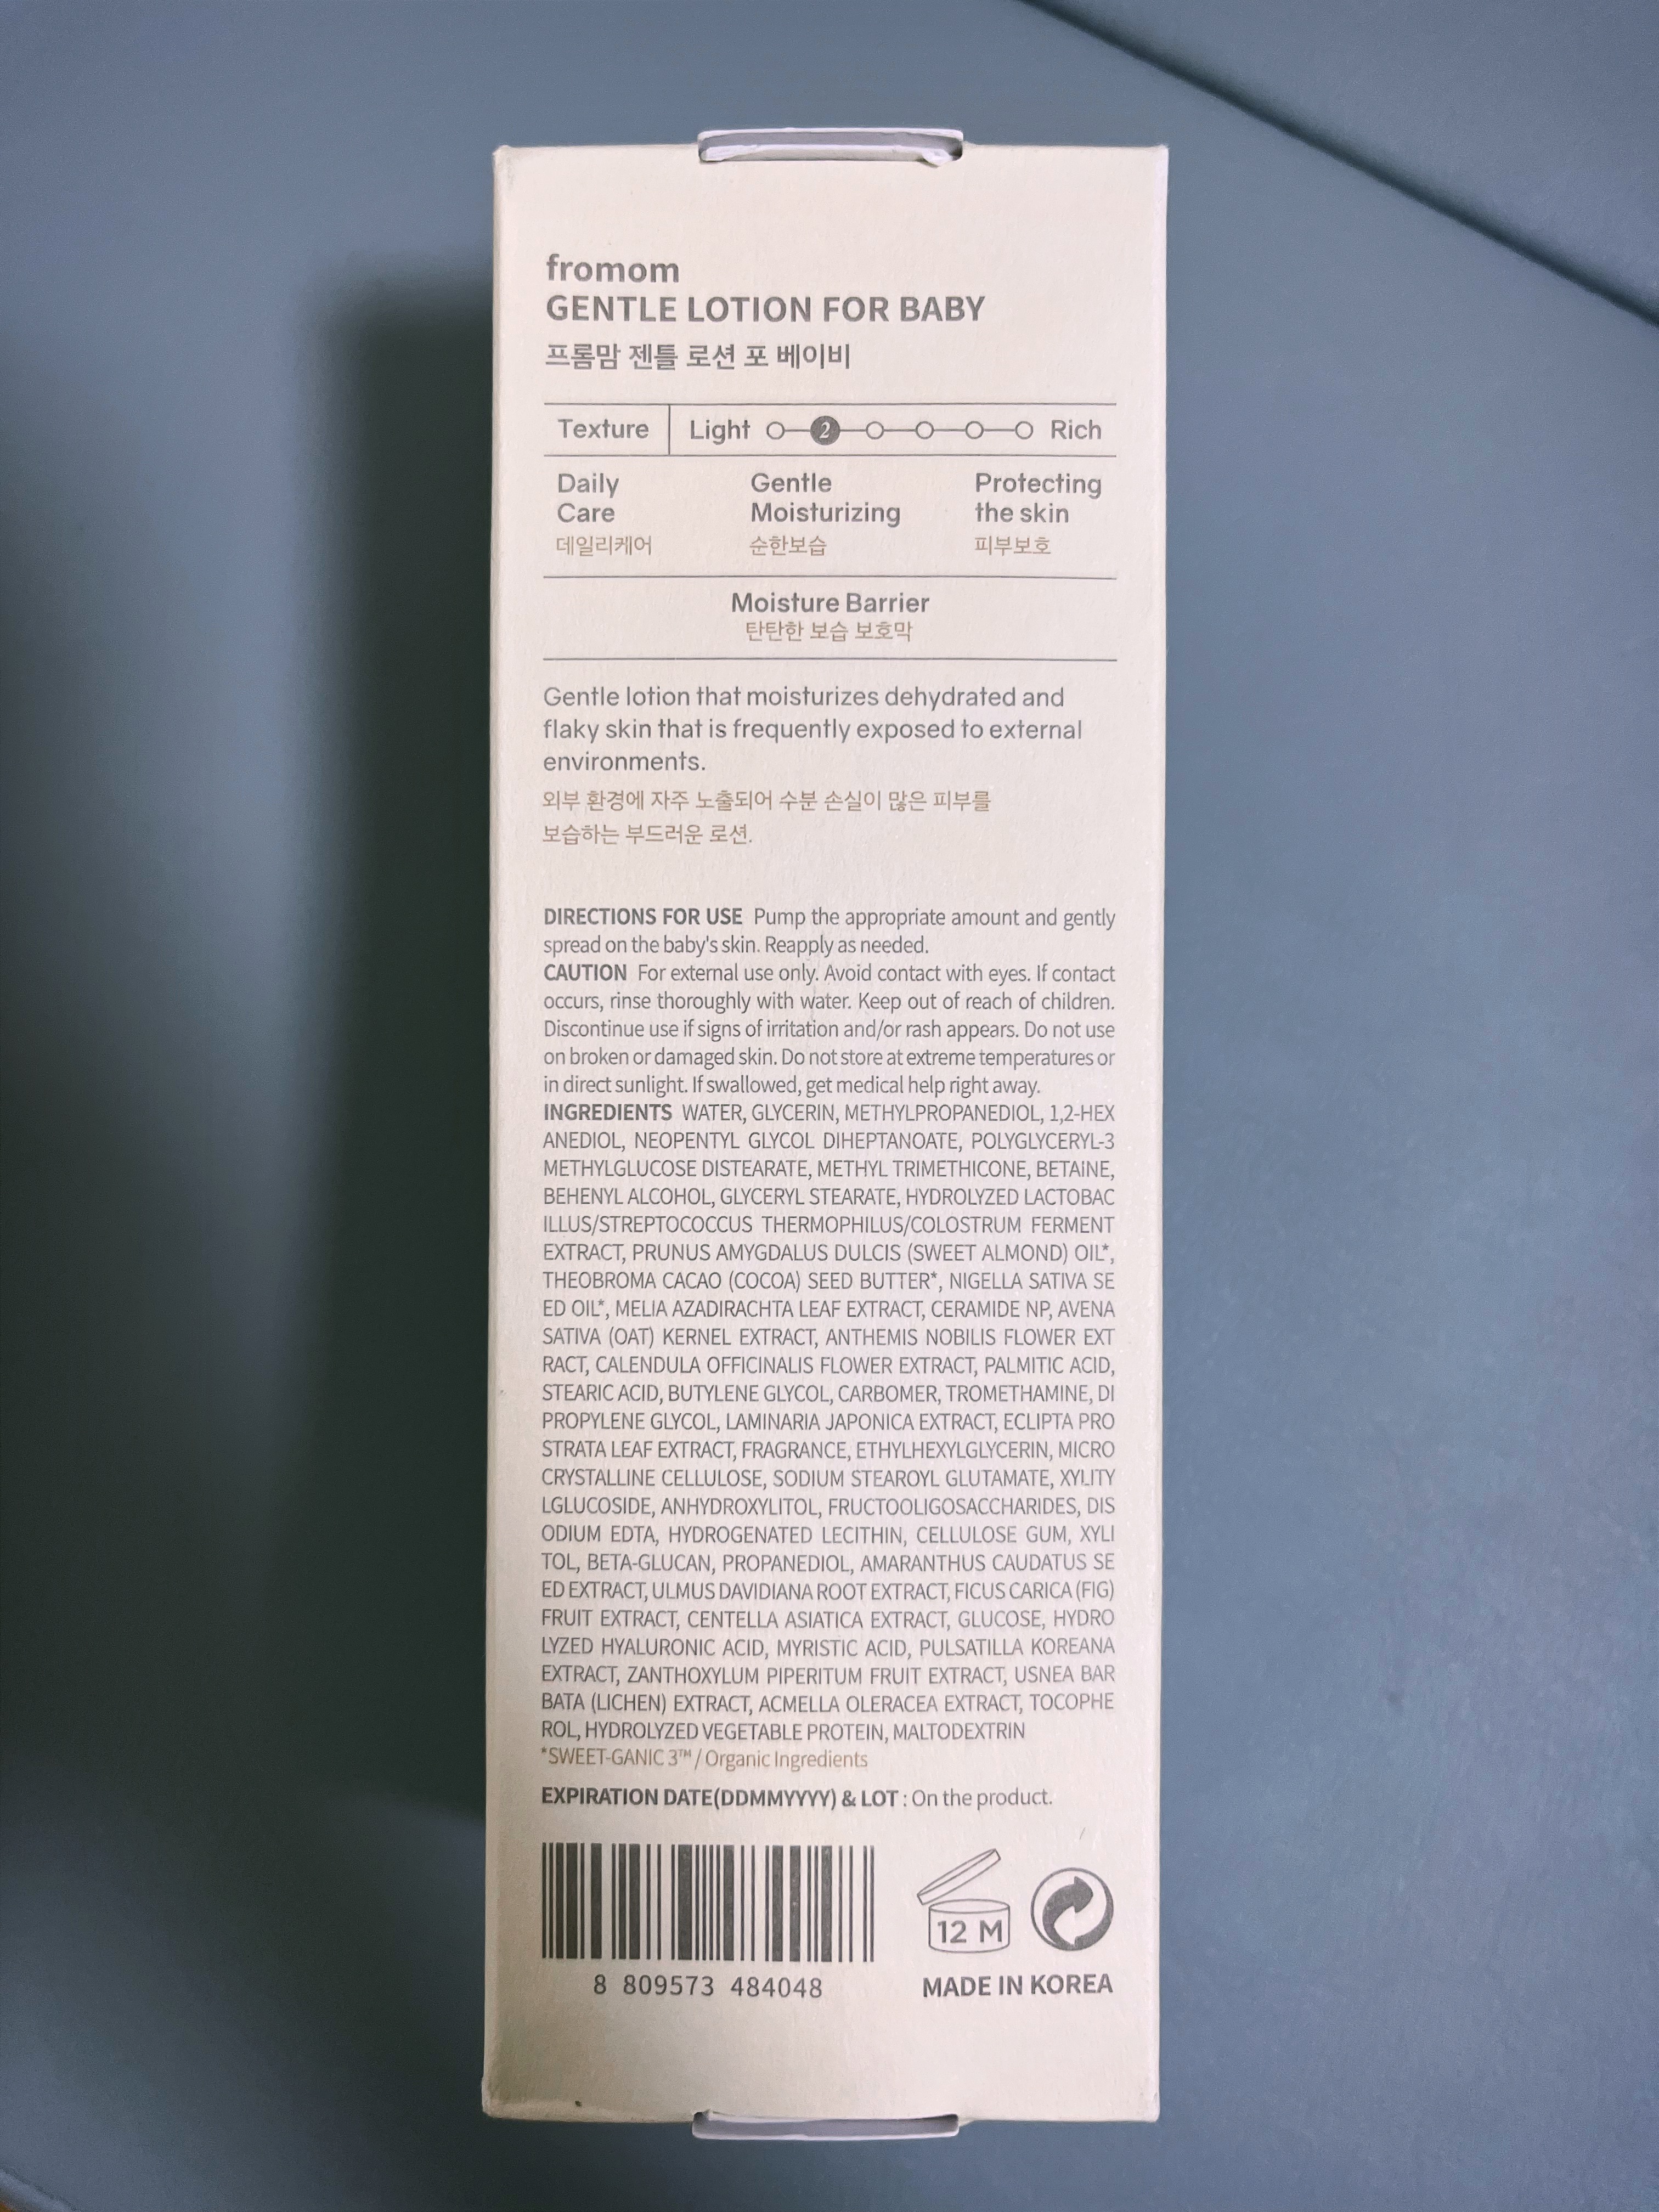 fromom
GENTLE LOTION FOR BABY
프롬맘 젠틀 로션 포 베이비
Texture Light 2 Rich
Daily Gentle Protecting
Care Moisturizing the skin
데일리케어 순한보습 피부보호
Moisture Barrier
탄탄한 보습 보호막
Gentle lotion that moisturizes dehydrated and
flaky skin that is frequently exposed to external
environments.
외부 환경에 자주 노출되어 수분 손실이 많은 피부를
보습하는 부드러운 로션.
DIRECTIONS FOR USE Pump the appropriate amount and gently
spread on the baby's skin. Reapply as needed.
CAUTION For external use only. Avoid contact with eyes. If contact
occurs, rinse thoroughly with water. Keep out of reach of children.
Discontinue use if signs of irritation and/or rash appears. Do not use
on broken or damaged skin. Do not store at extreme temperatures or
in direct sunlight. If swallowed, get medical help right away.
INGREDIENTS WATER, GLYCERIN, METHYLPROPANEDIOL, 1,2-HEX
ANEDIOL, NEOPENTYL GLYCOL DIHEPTANOATE, POLYGLYCERYL-3
METHYLGLUCOSE DISTEARATE, METHYL TRIMETHICONE, BETAINE,
BEHENYL ALCOHOL, GLYCERYL STEARATE, HYDROLYZED LACTOBAC
ILLUS/STREPTOCOCCUS THERMOPHILUS/COLOSTRUM FERMENT
EXTRACT, PRUNUS AMYGDALUS DULCIS (SWEET ALMOND) OIL*,
THEOBROMA CACAO (COCOA) SEED BUTTER*, NIGELLA SATIVA SE
ED OIL*, MELIA AZADIRACHTA LEAF EXTRACT, CERAMIDE NP, AVENA
SATIVA (OAT) KERNEL EXTRACT, ANTHEMIS NOBILIS FLOWER EXT
RACT, CALENDULA OFFICINALIS FLOWER EXTRACT, PALMITIC ACID,
STEARIC ACID, BUTYLENE GLYCOL, CARBOMER, TROMETHAMINE, DI
PROPYLENE GLYCOL, LAMINARIA JAPONICA EXTRACT, ECLIPTA PRO
STRATA LEAF EXTRACT, FRAGRANCE, ETHYLHEXYLGLYCERIN, MICRO
CRYSTALLINE CELLULOSE, SODIUM STEAROYL GLUTAMATE, XYLITY
LGLUCOSIDE, ANHYDROXYLITOL, FRUCTOOLIGOSACCHARIDES, DIS
ODIUM EDTA, HYDROGENATED LECITHIN, CELLULOSE GUM, XYLI
TOL, BETA-GLUCAN, PROPANEDIOL, AMARANTHUS CAUDATUS SE
ED EXTRACT, ULMUS DAVIDIANA ROOT EXTRACT, FICUS CARICA (FIG)
FRUIT EXTRACT, CENTELLA ASIATICA EXTRACT, GLUCOSE, HYDRO
LYZED HYALURONIC ACID, MYRISTIC ACID, PULSATILLA KOREANA
EXTRACT, ZANTHOXYLUM PIPERITUM FRUIT EXTRACT, USNEA BAR
BATA (LICHEN) EXTRACT, ACMELLA OLERACEA EXTRACT, TOCOPHE
ROL, HYDROLYZED VEGETABLE PROTEIN, MALTODEXTRIN
*SWEET-GANIC 3™ / Organic Ingredients
EXPIRATION DATE(DDMMYYYY) & LOT : On the product.
12 M
8 809573 484048
MADE IN KOREA